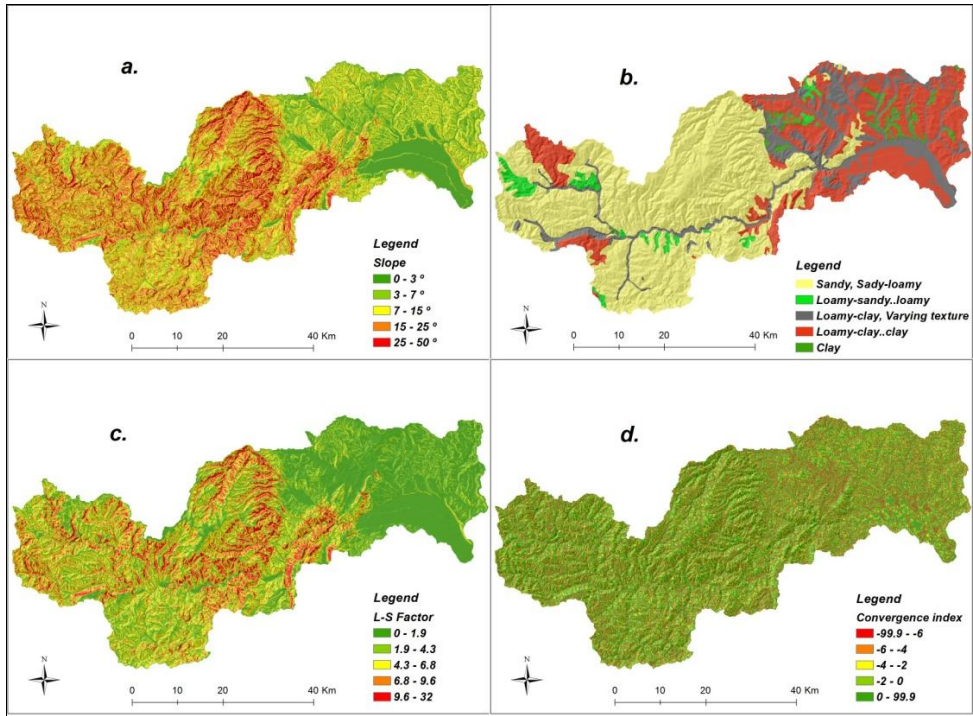 a.
Legend
Slope
0 - 3 º
3 - 7 º
7 - 15 º
15 - 25 º
25 - 50 º
N
0 10 20 40 Km
b.
Legend
Sandy, Sady-loamy
Loamy-sandy..loamy
Loamy-clay, Varying texture
Loamy-clay..clay
Clay
N
0 10 20 40 Km
c.
Legend
L-S Factor
0 - 1.9
1.9 - 4.3
4.3 - 6.8
6.8 - 9.6
9.6 - 32
N
0 10 20 40 Km
d.
Legend
Convergence index
-99.9 - -6
-6 - -4
-4 - -2
-2 - 0
0 - 99.9
N
0 10 20 40 Km